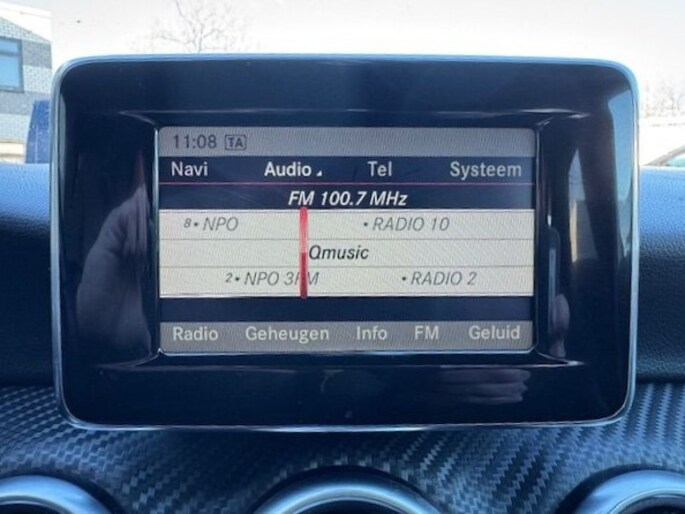 11:08 TA
Navi Audio Tel Systeem
FM 100.7 MHz
8• NPO • RADIO 10
Qmusic
2• NPO 3FM • RADIO 2
Radio Geheugen Info FM Geluid